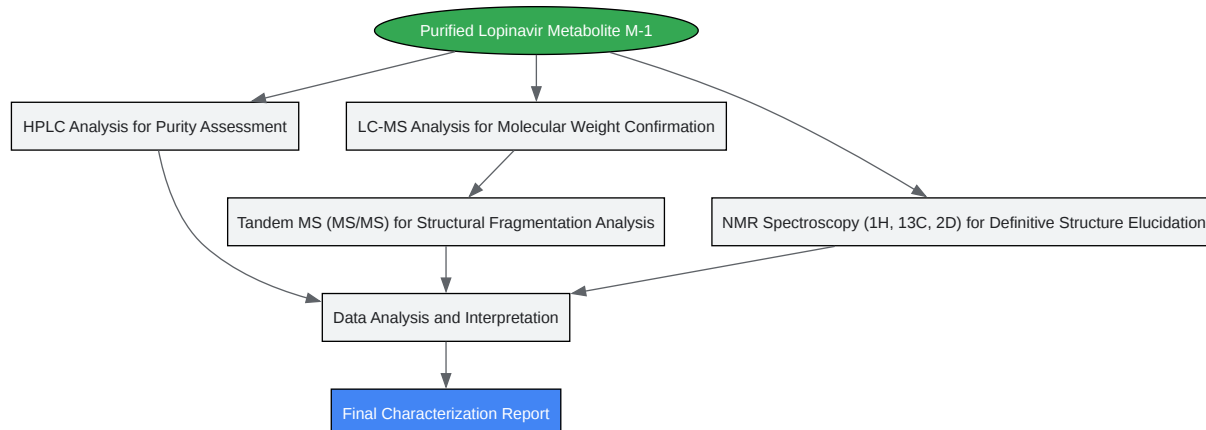 Purified Lopinavir Metabolite M-1
HPLC Analysis for Purity Assessment
LC-MS Analysis for Molecular Weight Confirmation
Tandem MS (MS/MS) for Structural Fragmentation Analysis
NMR Spectroscopy (1H, 13C, 2D) for Definitive Structure Elucidation
Data Analysis and Interpretation
Final Characterization Report